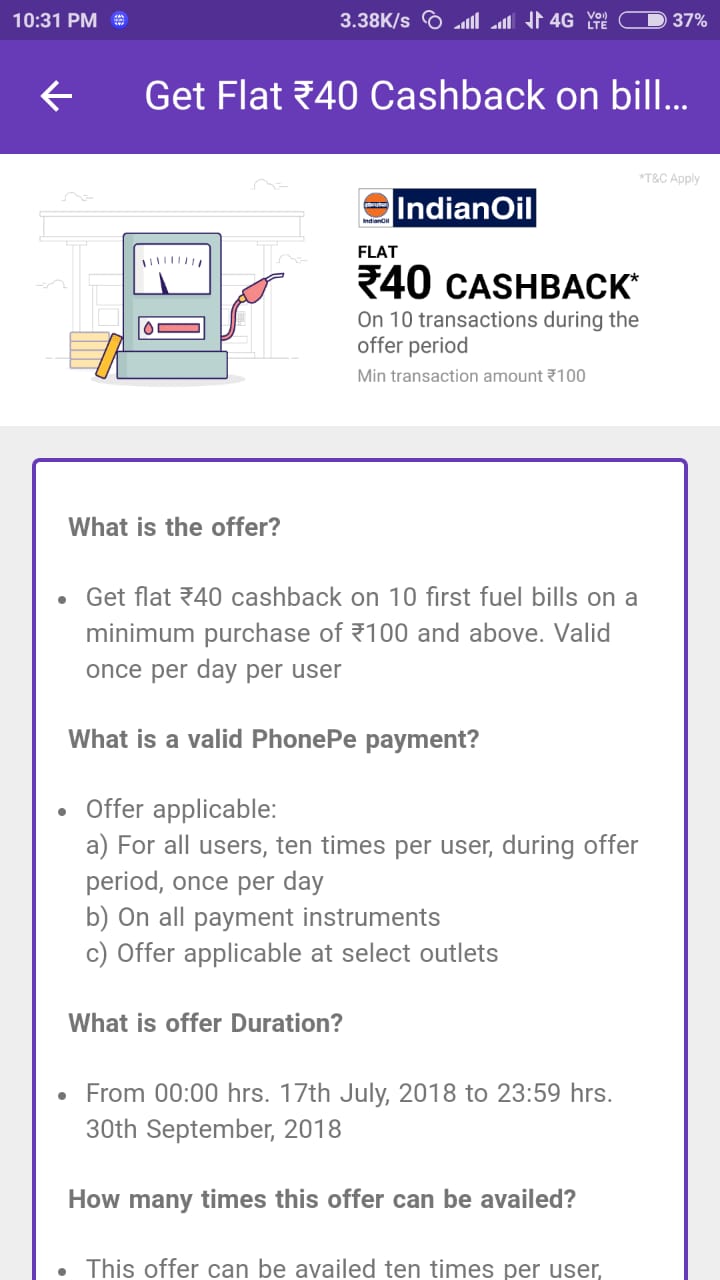 10:31 PM 3.38K/s 4G VoLTE 37%
Get Flat ₹40 Cashback on bill...
*T&C Apply
IndianOil IndianOil
FLAT
₹40 CASHBACK*
On 10 transactions during the
offer period
Min transaction amount ₹100
What is the offer?
• Get flat ₹40 cashback on 10 first fuel bills on a
minimum purchase of ₹100 and above. Valid
once per day per user
What is a valid PhonePe payment?
• Offer applicable:
a) For all users, ten times per user, during offer
period, once per day
b) On all payment instruments
c) Offer applicable at select outlets
What is offer Duration?
• From 00:00 hrs. 17th July, 2018 to 23:59 hrs.
30th September, 2018
How many times this offer can be availed?
• This offer can be availed ten times per user,